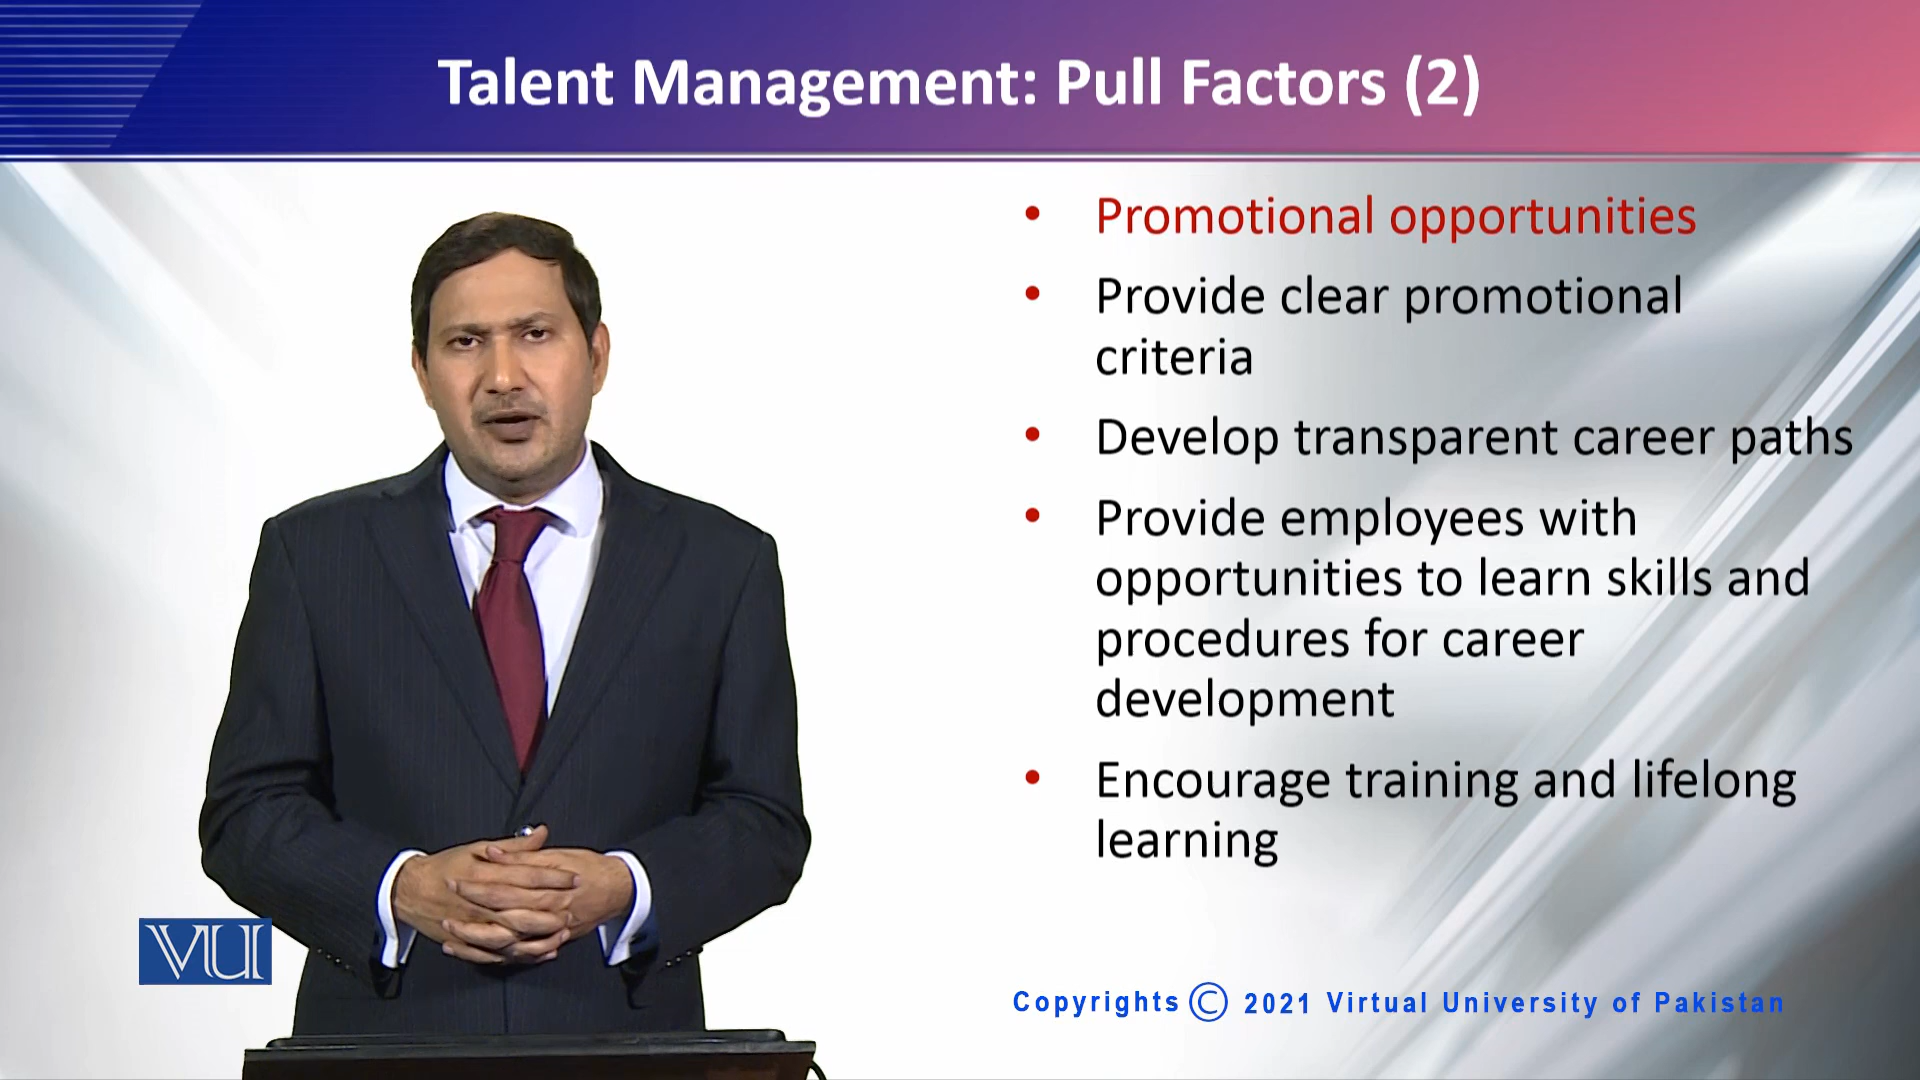 Talent Management: Pull Factors (2)
• Promotional opportunities
• Provide clear promotional
criteria
• Develop transparent career paths
• Provide employees with
opportunities to learn skills and
procedures for career
development
• Encourage training and lifelong
learning
VU
Copyrights © 2021 Virtual University of Pakistan